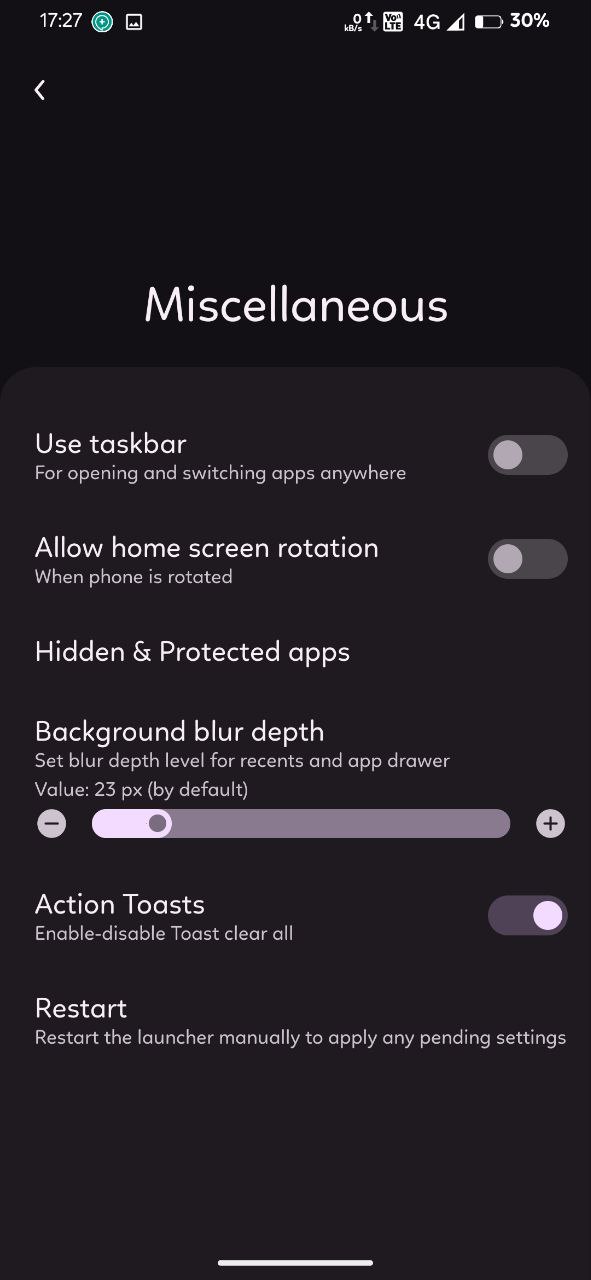 17:27
0 kB/s Vo)) LTE 4G 30%
Miscellaneous
Use taskbar
For opening and switching apps anywhere
Allow home screen rotation
When phone is rotated
Hidden & Protected apps
Background blur depth
Set blur depth level for recents and app drawer
Value: 23 px (by default)
Action Toasts
Enable-disable Toast clear all
Restart
Restart the launcher manually to apply any pending settings